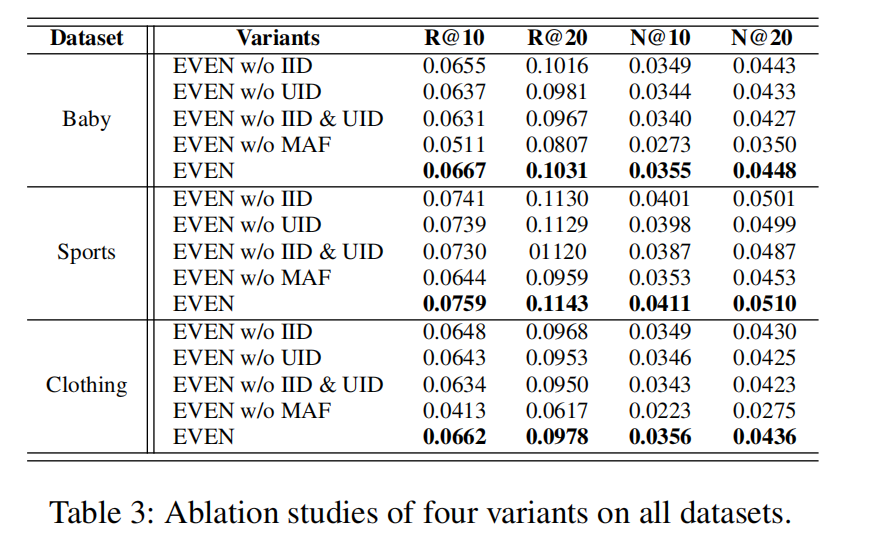 Dataset Variants R@10 R@20 N@10 N@20
EVEN w/o IID 0.0655 0.1016 0.0349 0.0443
EVEN w/o UID 0.0637 0.0981 0.0344 0.0433
Baby EVEN w/o IID & UID 0.0631 0.0967 0.0340 0.0427
EVEN w/o MAF 0.0511 0.0807 0.0273 0.0350
EVEN 0.0667 0.1031 0.0355 0.0448
EVEN w/o IID 0.0741 0.1130 0.0401 0.0501
EVEN w/o UID 0.0739 0.1129 0.0398 0.0499
Sports EVEN w/o IID & UID 0.0730 01120 0.0387 0.0487
EVEN w/o MAF 0.0644 0.0959 0.0353 0.0453
EVEN 0.0759 0.1143 0.0411 0.0510
EVEN w/o IID 0.0648 0.0968 0.0349 0.0430
EVEN w/o UID 0.0643 0.0953 0.0346 0.0425
Clothing EVEN w/o IID & UID 0.0634 0.0950 0.0343 0.0423
EVEN w/o MAF 0.0413 0.0617 0.0223 0.0275
EVEN 0.0662 0.0978 0.0356 0.0436
Table 3: Ablation studies of four variants on all datasets.